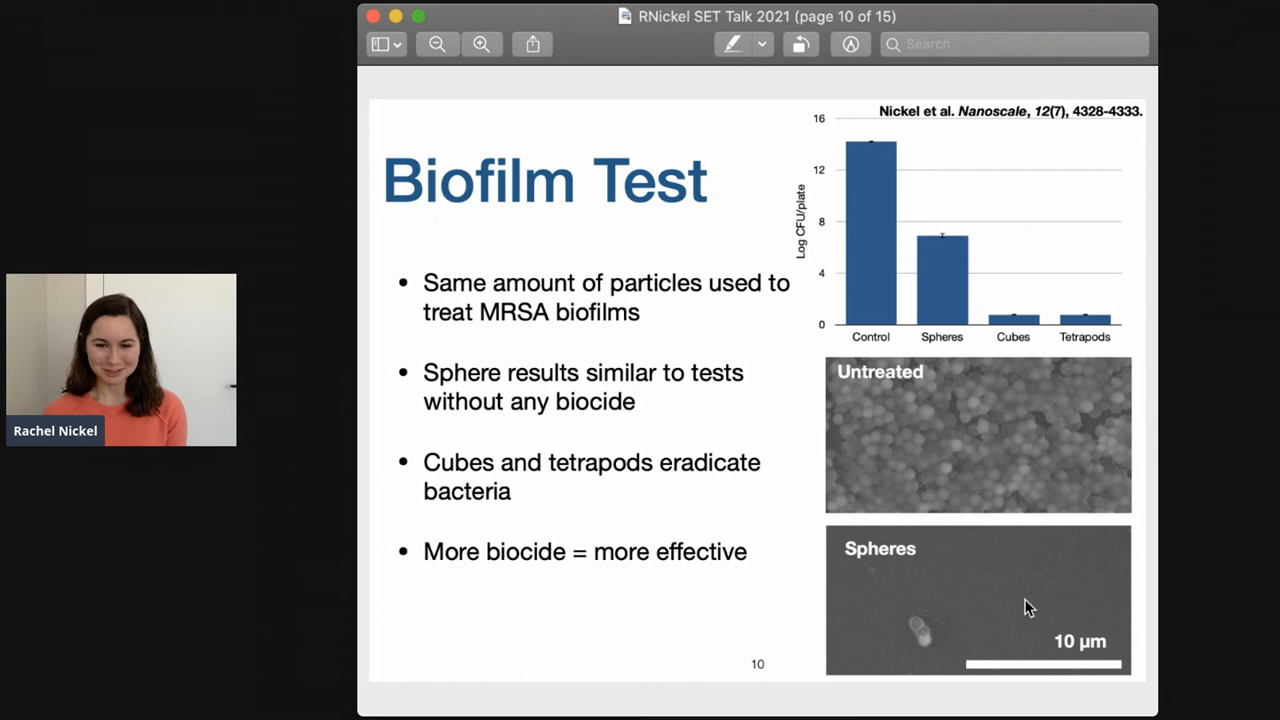 RNickel SET Talk 2021 (page 10 of 15)
Search
Nickel et al. Nanoscale, 12(7), 4328-4333.
Biofilm Test
• Same amount of particles used to
treat MRSA biofilms
• Sphere results similar to tests
without any biocide
• Cubes and tetrapods eradicate
bacteria
• More biocide = more effective
10
Log CFU/plate
16
12
8
4
0
Control
Spheres
Cubes
Tetrapods
Untreated
Spheres
10 µm
Rachel Nickel